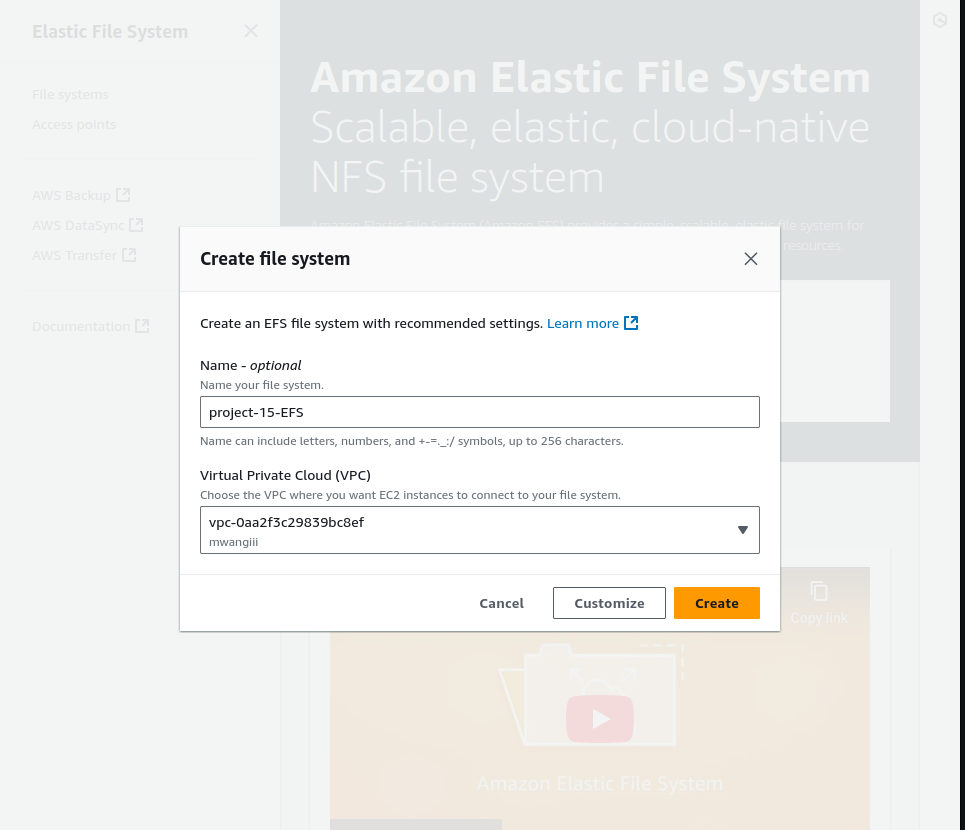 Elastic File System
File systems
Access points
AWS Backup
AWS DataSync
AWS Transfer
Documentation
Amazon Elastic File System
Scalable, elastic, cloud-native
NFS file system
Amazon Elastic File System (Amazon EFS) provides a simple, scalable, elastic file system for
resources.
Create file system
Create an EFS file system with recommended settings. Learn more
Name - optional
Name your file system.
project-15-EFS
Name can include letters, numbers, and +-=._:/ symbols, up to 256 characters.
Virtual Private Cloud (VPC)
Choose the VPC where you want EC2 instances to connect to your file system.
vpc-0aa2f3c29839bc8ef
mwangiii
Cancel
Customize
Create
Copy link
Amazon Elastic File System